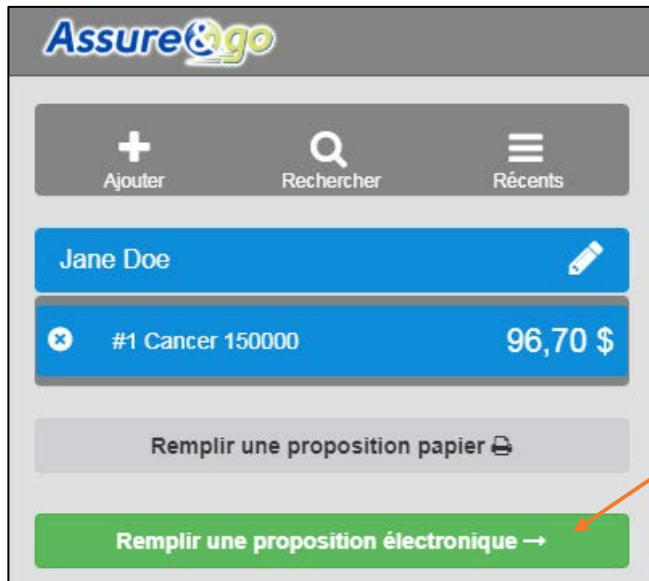 Assure&go
Ajouter Rechercher Récents
Jane Doe
#1 Cancer 150000 96,70 $
Remplir une proposition papier
Remplir une proposition électronique →